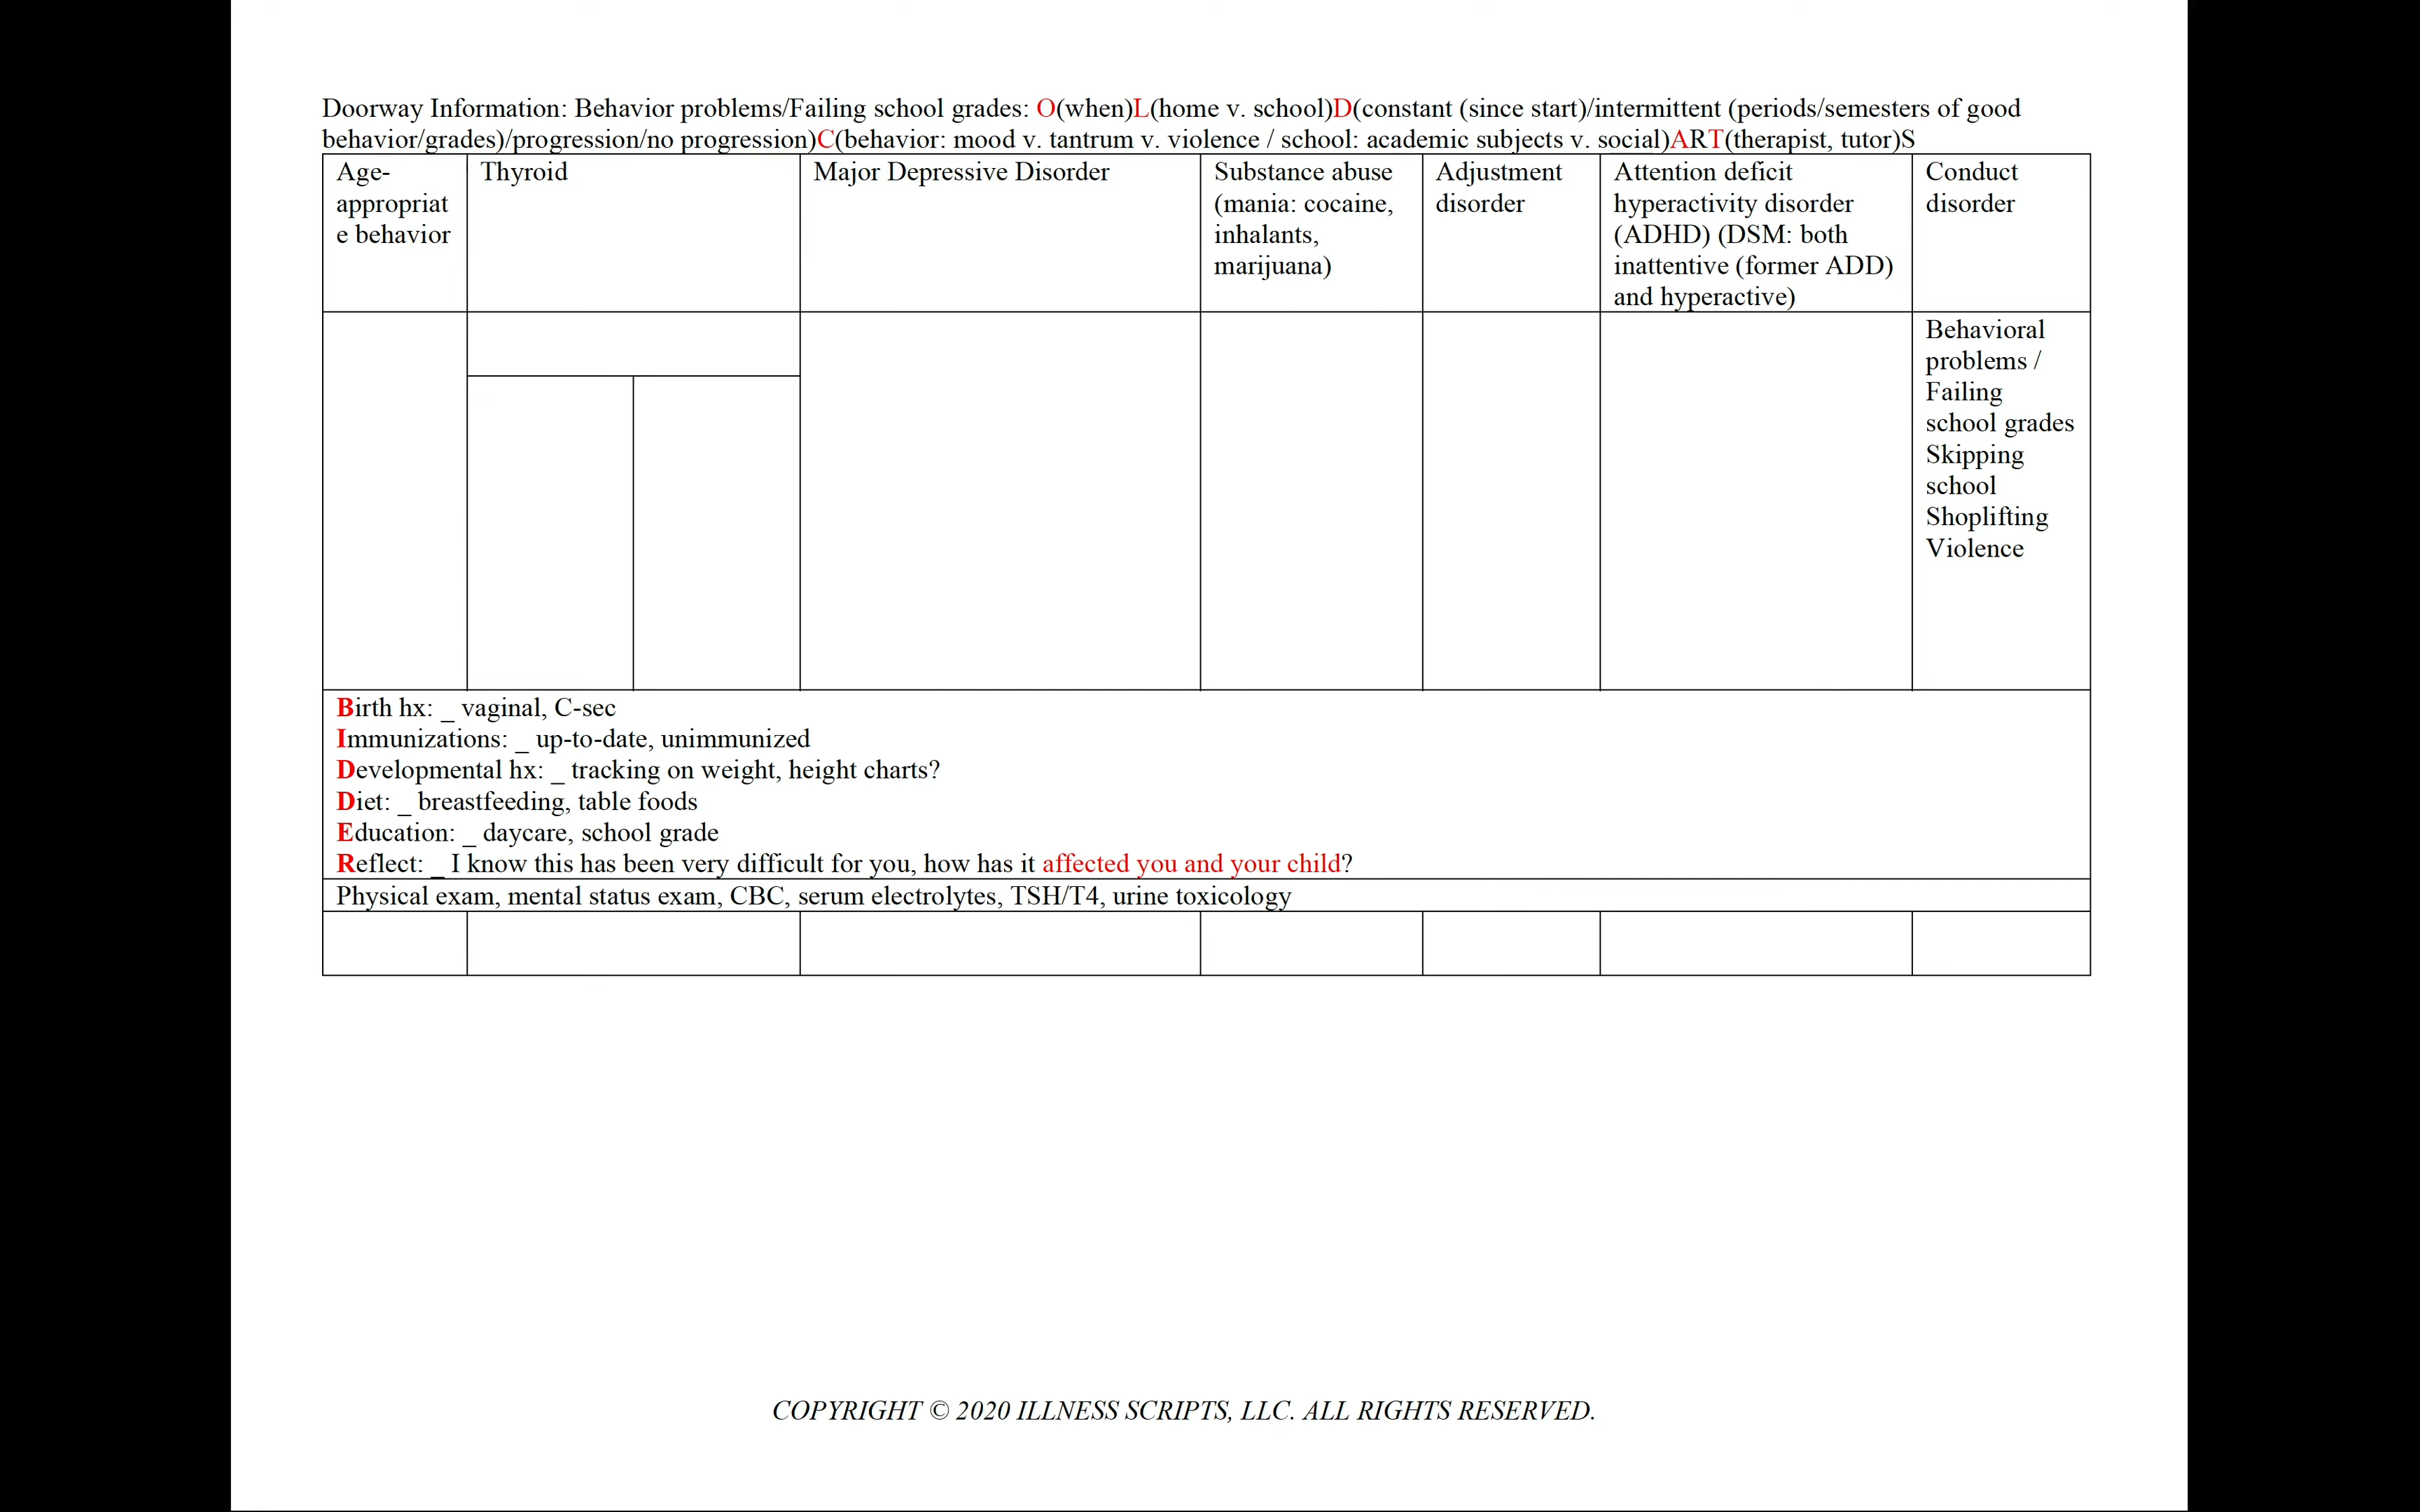 Doorway Information: Behavior problems/Failing school grades: O(when)L(home v. school)D(constant (since start)/intermittent (periods/semesters of good
behavior/grades)/progression/no progression)C(behavior: mood v. tantrum v. violence / school: academic subjects v. social)ART(therapist, tutor)S
Age-
appropriat
e behavior
Thyroid
Major Depressive Disorder
Substance abuse
(mania: cocaine,
inhalants,
marijuana)
Adjustment
disorder
Attention deficit
hyperactivity disorder
(ADHD) (DSM: both
inattentive (former ADD)
and hyperactive)
Conduct
disorder
Behavioral
problems /
Failing
school grades
Skipping
school
Shoplifting
Violence
Birth hx: _ vaginal, C-sec
Immunizations: _ up-to-date, unimmunized
Developmental hx: _ tracking on weight, height charts?
Diet: _ breastfeeding, table foods
Education: _ daycare, school grade
Reflect: _ I know this has been very difficult for you, how has it affected you and your child?
Physical exam, mental status exam, CBC, serum electrolytes, TSH/T4, urine toxicology
COPYRIGHT © 2020 ILLNESS SCRIPTS, LLC. ALL RIGHTS RESERVED.